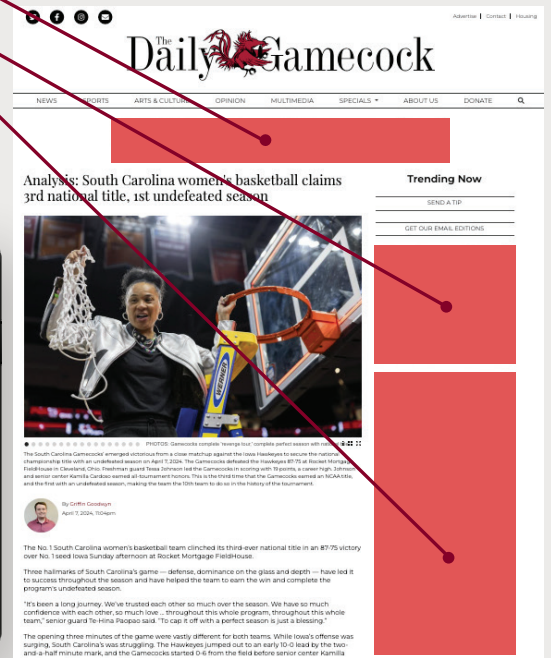 Advertise | Contact | Housing
The Daily Gamecock
NEWS SPORTS ARTS & CULTURE OPINION MULTIMEDIA SPECIALS ABOUT US DONATE
Analysis: South Carolina women's basketball claims
3rd national title, 1st undefeated season
Trending Now
SEND A TIP
GET OUR EMAIL EDITIONS
WERNER
PHOTOS: Gamecocks complete 'revenge tour,' complete perfect season with national
The South Carolina Gamecocks' emerged victorious from a close matchup against the Iowa Hawkeyes to secure the national
championship title with an undefeated season on April 7, 2024. The Gamecocks defeated the Hawkeyes 87-75 at Rocket Mortgage
FieldHouse in Cleveland, Ohio. Freshman guard Tessa Johnson led the Gamecocks in scoring with 19 points, a career high. Johnson
and senior center Kamilla Cardoso earned all-tournament honors. This is the third time that the Gamecocks earned an NCAA title,
and the first with an undefeated season, making the team the 10th team to do so in the history of the tournament.
By Griffin Goodwyn
April 7, 2024, 11:04pm
The No. 1 South Carolina women's basketball team clinched its third-ever national title in an 87-75 victory
over No. 1 seed Iowa Sunday afternoon at Rocket Mortgage FieldHouse.
Three hallmarks of South Carolina's game — defense, dominance on the glass and depth — have led it
to success throughout the season and have helped the team to earn the win and complete the
program's undefeated season.
"It's been a long journey. We've trusted each other so much over the season. We have so much
confidence with each other, so much love ... throughout this whole program, throughout this whole
team," senior guard Te-Hina Paopao said. "To cap it off with a perfect season is just a blessing."
The opening three minutes of the game were vastly different for both teams. While Iowa's offense was
surging, South Carolina's was struggling. The Hawkeyes jumped out to an early 10-0 lead by the two-
and-a-half minute mark, and the Gamecocks started 0-6 from the field before senior center Kamilla